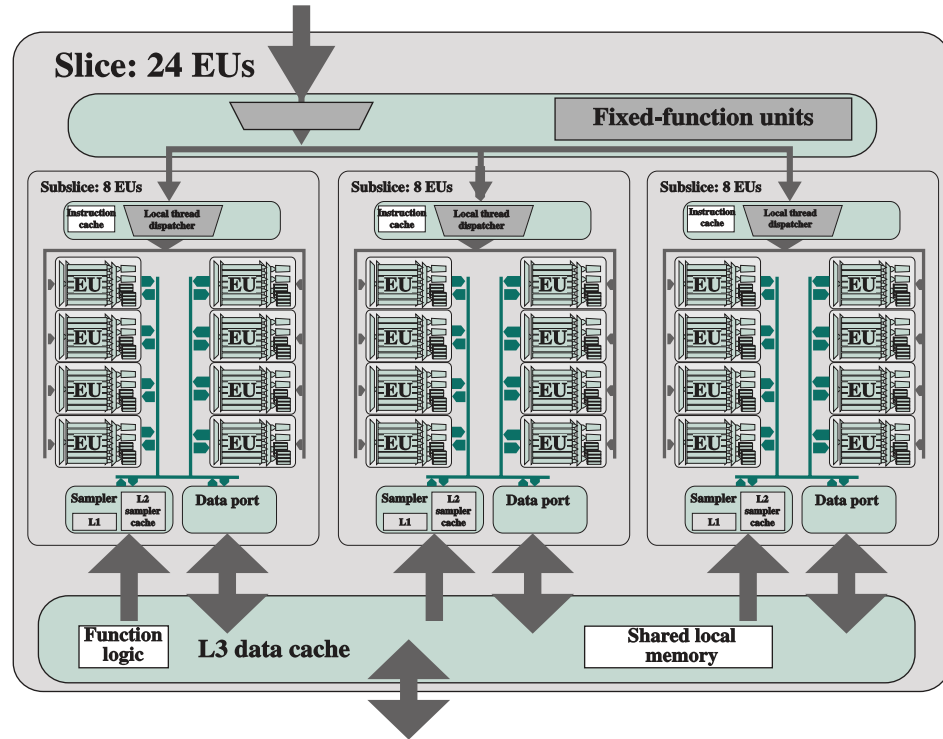 Slice: 24 EUs
Fixed-function units
Subslice: 8 EUs
Instruction
cache
Local thread
dispatcher
EU EU
EU EU
EU EU
EU EU
Sampler
L1
L2
sampler
cache
Data port
Subslice: 8 EUs
Instruction
cache
Local thread
dispatcher
EU EU
EU EU
EU EU
EU EU
Sampler
L1
L2
sampler
cache
Data port
Subslice: 8 EUs
Instruction
cache
Local thread
dispatcher
EU EU
EU EU
EU EU
EU EU
Sampler
L1
L2
sampler
cache
Data port
Function
logic
L3 data cache
Shared local
memory